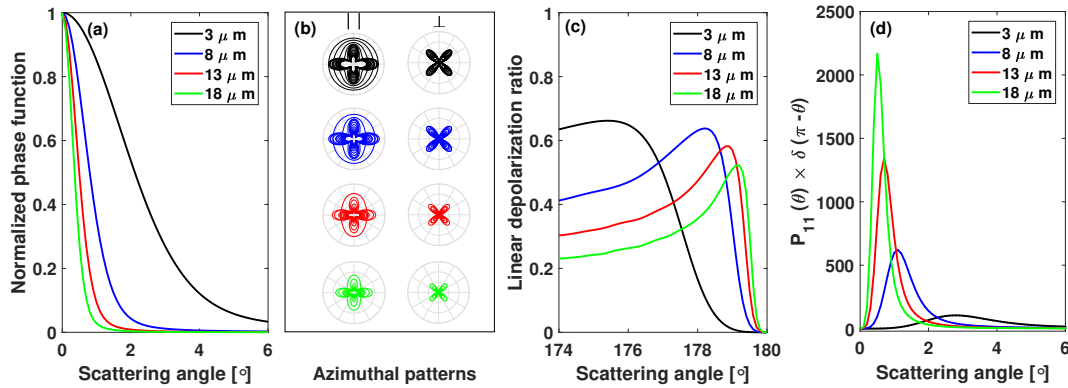 (a)
3 μ m
8 μ m
13 μ m
18 μ m
Normalized phase function
1
0.8
0.6
0.4
0.2
0
0
2
4
6
Scattering angle [°]
(b)
||
⊥
Azimuthal patterns
(c)
3 μ m
8 μ m
13 μ m
18 μ m
Linear depolarization ratio
1
0.8
0.6
0.4
0.2
0
174
176
178
180
Scattering angle [°]
(d)
3 μ m
8 μ m
13 μ m
18 μ m
P11(θ) × δ (π -θ)
2500
2000
1500
1000
500
0
0
2
4
6
Scattering angle [°]